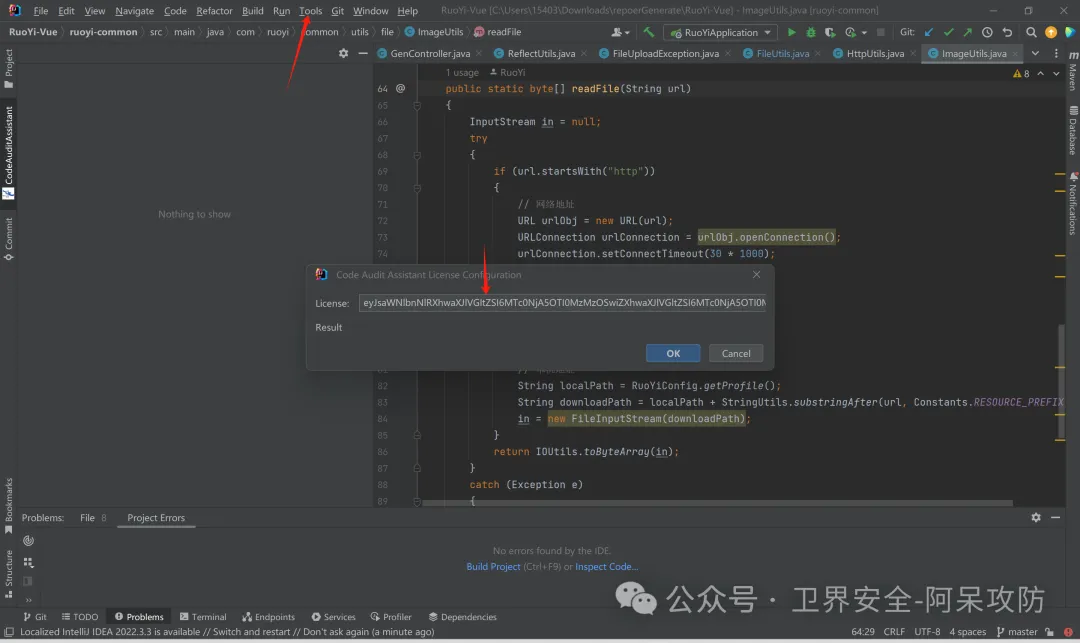 File Edit View Navigate Code Refactor Build Run Tools Git Window Help RuoYi-Vue [C:\Users\15403\Downloads\repoerGenerate\RuoYi-Vue] - ImageUtils.java [ruoyi-common]
RuoYi-Vue ruoyi-common src main java com ruoyi common utils file ImageUtils readFile RuoYiApplication Git:
GenController.java ReflectUtils.java FileUploadException.java FileUtils.java HttpUtils.java ImageUtils.java
Project
CodeAuditAssistant
Commit
Bookmarks
Structure
Maven
Database
Notifications
Nothing to show
1 usage RuoYi
8
64 @ public static byte[] readFile(String url)
65 {
66 InputStream in = null;
67 try
68 {
69 if (url.startsWith("http"))
70 {
71 // 网络地址
72 URL urlObj = new URL(url);
73 URLConnection urlConnection = urlObj.openConnection();
74 urlConnection.setConnectTimeout(30 * 1000);
Code Audit Assistant License Configuration
License:
Result
OK Cancel
82 String localPath = RuoYiConfig.getProfile();
83 String downloadPath = localPath + StringUtils.substringAfter(url, Constants.RESOURCE_PREFIX
84 in = new FileInputStream(downloadPath);
85 }
86 return IOUtils.toByteArray(in);
87 }
88 catch (Exception e)
89 {
Problems: File 8 Project Errors
No errors found by the IDE.
Build Project (Ctrl+F9) or Inspect Code...
公众号 · 卫界安全-阿呆攻防
Git TODO Problems Terminal Endpoints Services Profiler Dependencies
Localized IntelliJ IDEA 2022.3.3 is available // Switch and restart // Don't ask again (a minute ago) 64:29 CRLF UTF-8 4 spaces master